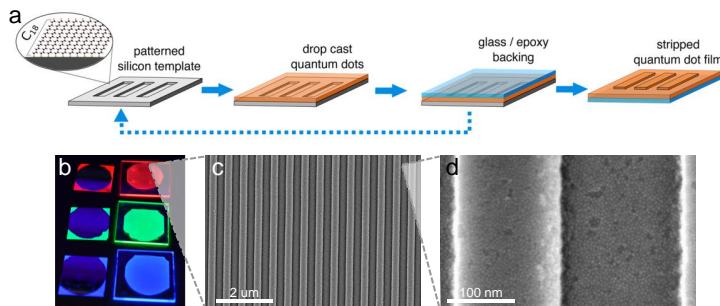 a
C18
patterned
silicon template
drop cast
quantum dots
glass / epoxy
backing
stripped
quantum dot film
b
c
d
2 um
100 nm